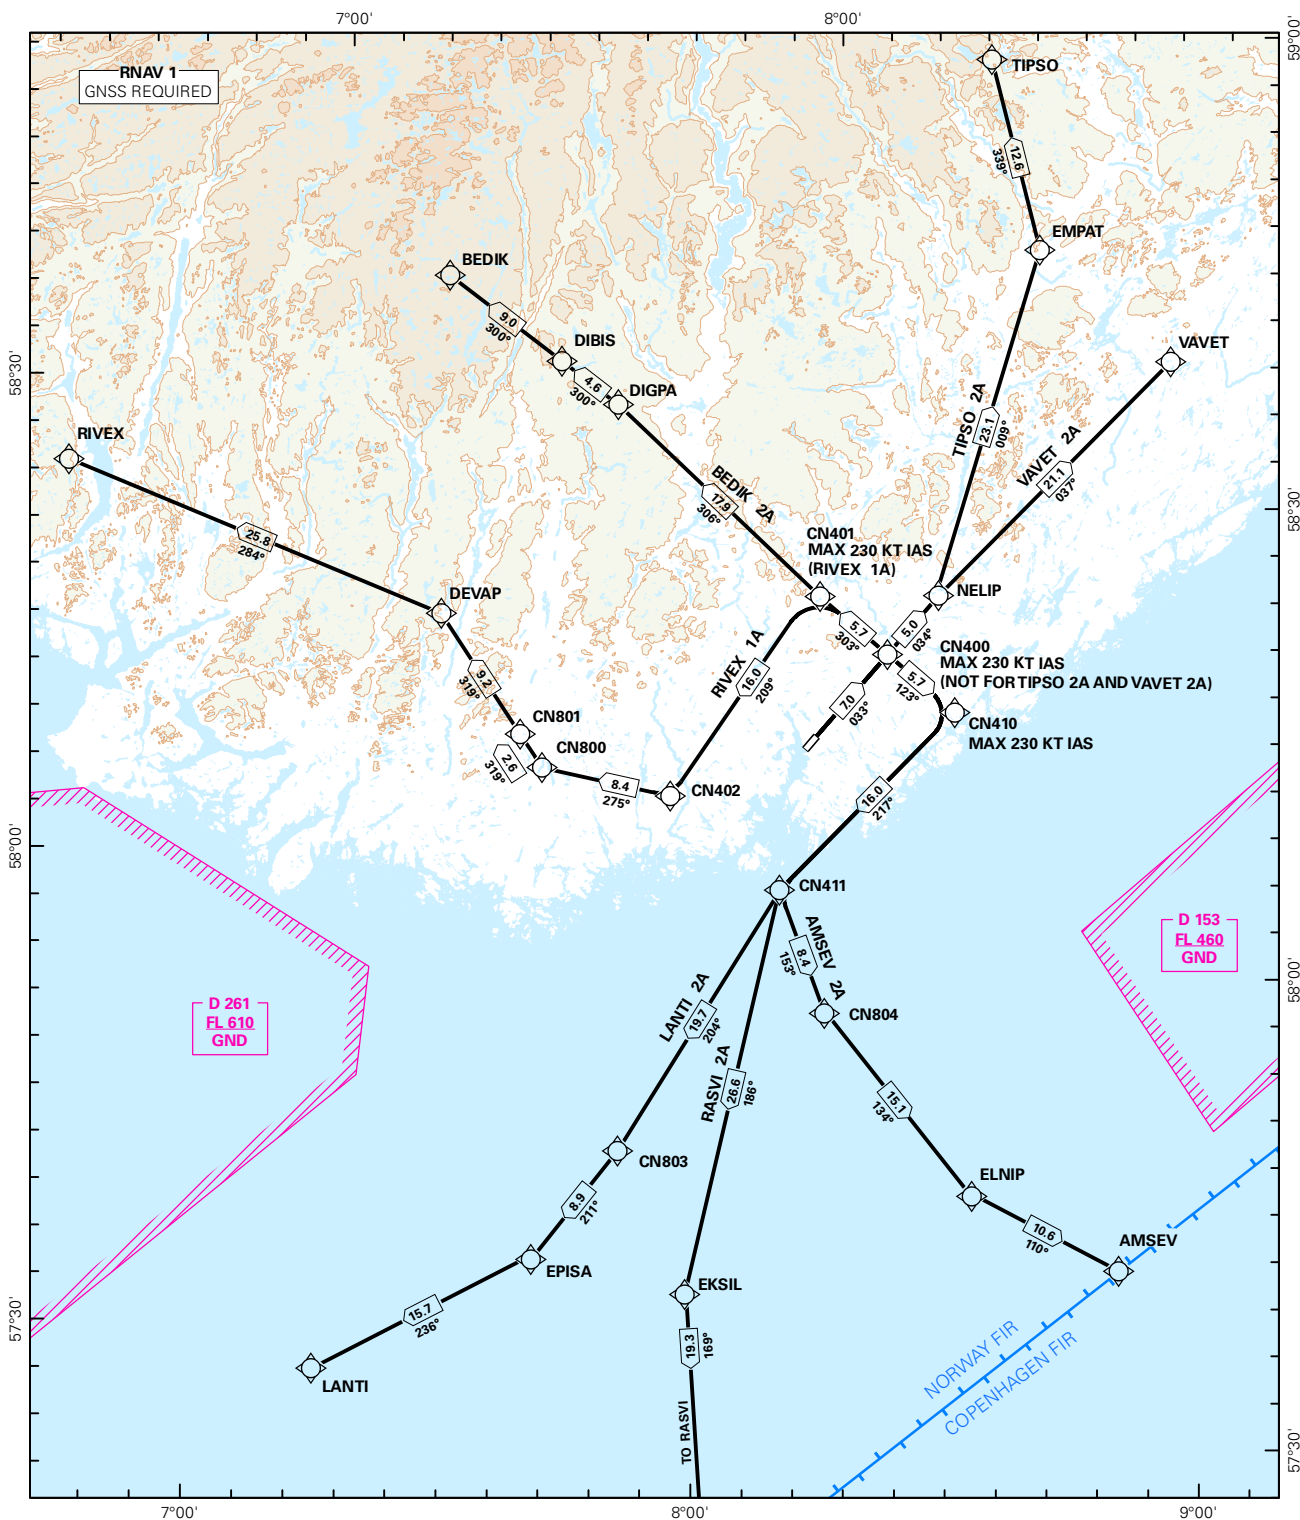 7°00'
8°00'
59°00'
RNAV 1
GNSS REQUIRED
TIPSO
12.6
339°
EMPAT
BEDIK
9.0
300°
DIBIS
4.6
300°
DIGPA
VAVET
58°30'
RIVEX
TIPSO 2A
23.1
009°
VAVET 2A
21.1
037°
BEDIK 2A
17.9
306°
58°30'
25.8
284°
CN401
MAX 230 KT IAS
(RIVEX 1A)
DEVAP
NELIP
5.7
303°
5.0
034°
CN400
MAX 230 KT IAS
(NOT FOR TIPSO 2A AND VAVET 2A)
RIVEX 1A
16.0
209°
9.2
319°
5.7
123°
7.0
033°
CN801
CN410
MAX 230 KT IAS
CN800
2.6
319°
8.4
275°
CN402
16.0
217°
58°00'
CN411
AMSEV 2A
8.4
153°
D 153
FL 460
GND
58°00'
D 261
FL 610
GND
LANTI 2A
19.7
204°
CN804
RASVI 2A
26.6
186°
15.1
134°
CN803
8.9
211°
ELNIP
10.6
110°
AMSEV
EPISA
EKSIL
15.7
236°
57°30'
19.3
169°
LANTI
NORWAY FIR
COPENHAGEN FIR
TO RASVI
57°30'
7°00'
8°00'
9°00'